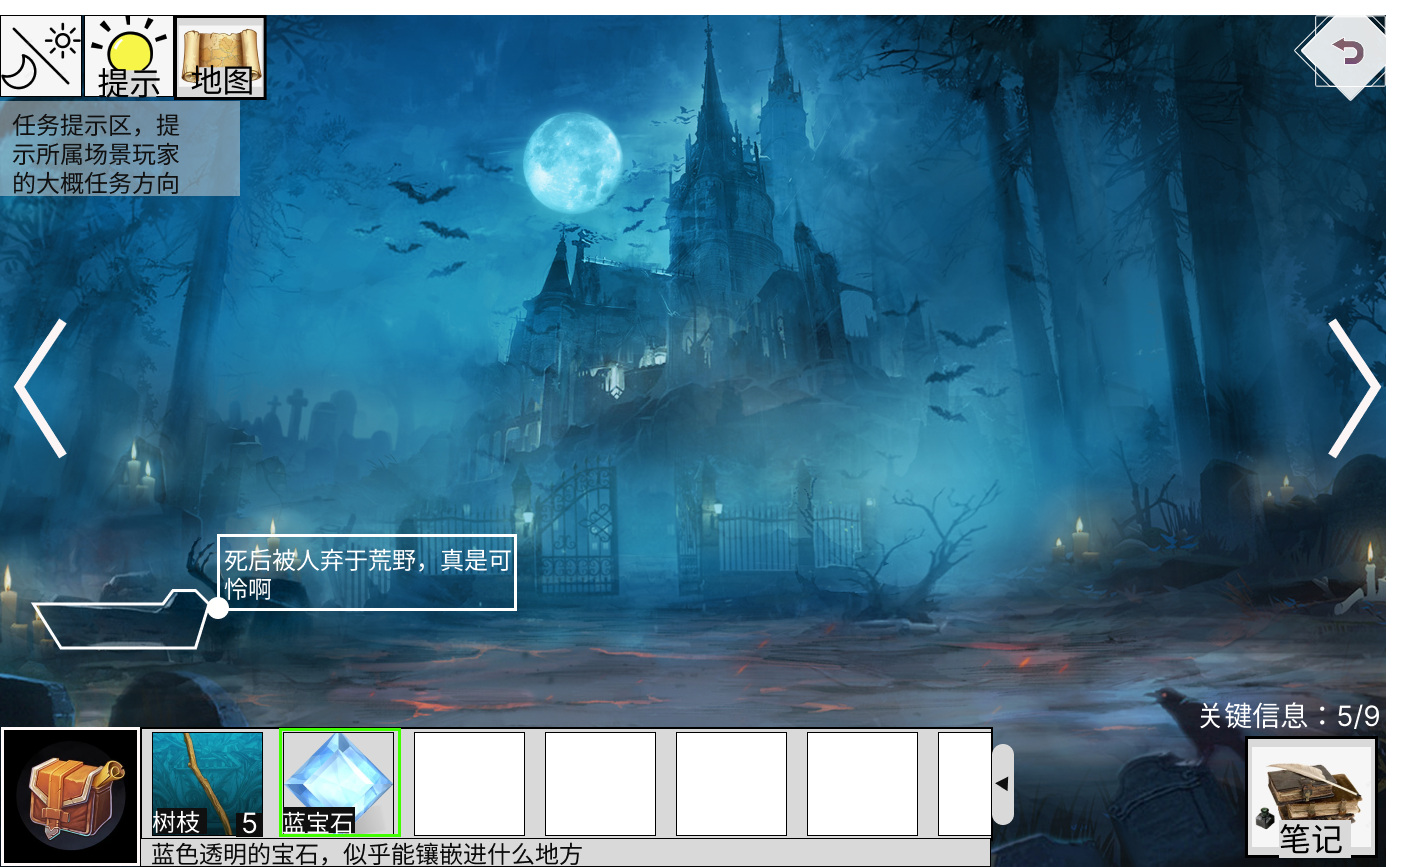 提示
地图
任务提示区，提
示所属场景玩家
的大概任务方向
死后被人弃于荒野，真是可
怜啊
关键信息：5/9
树枝
5
蓝宝石
笔记
蓝色透明的宝石，似乎能镶嵌进什么地方